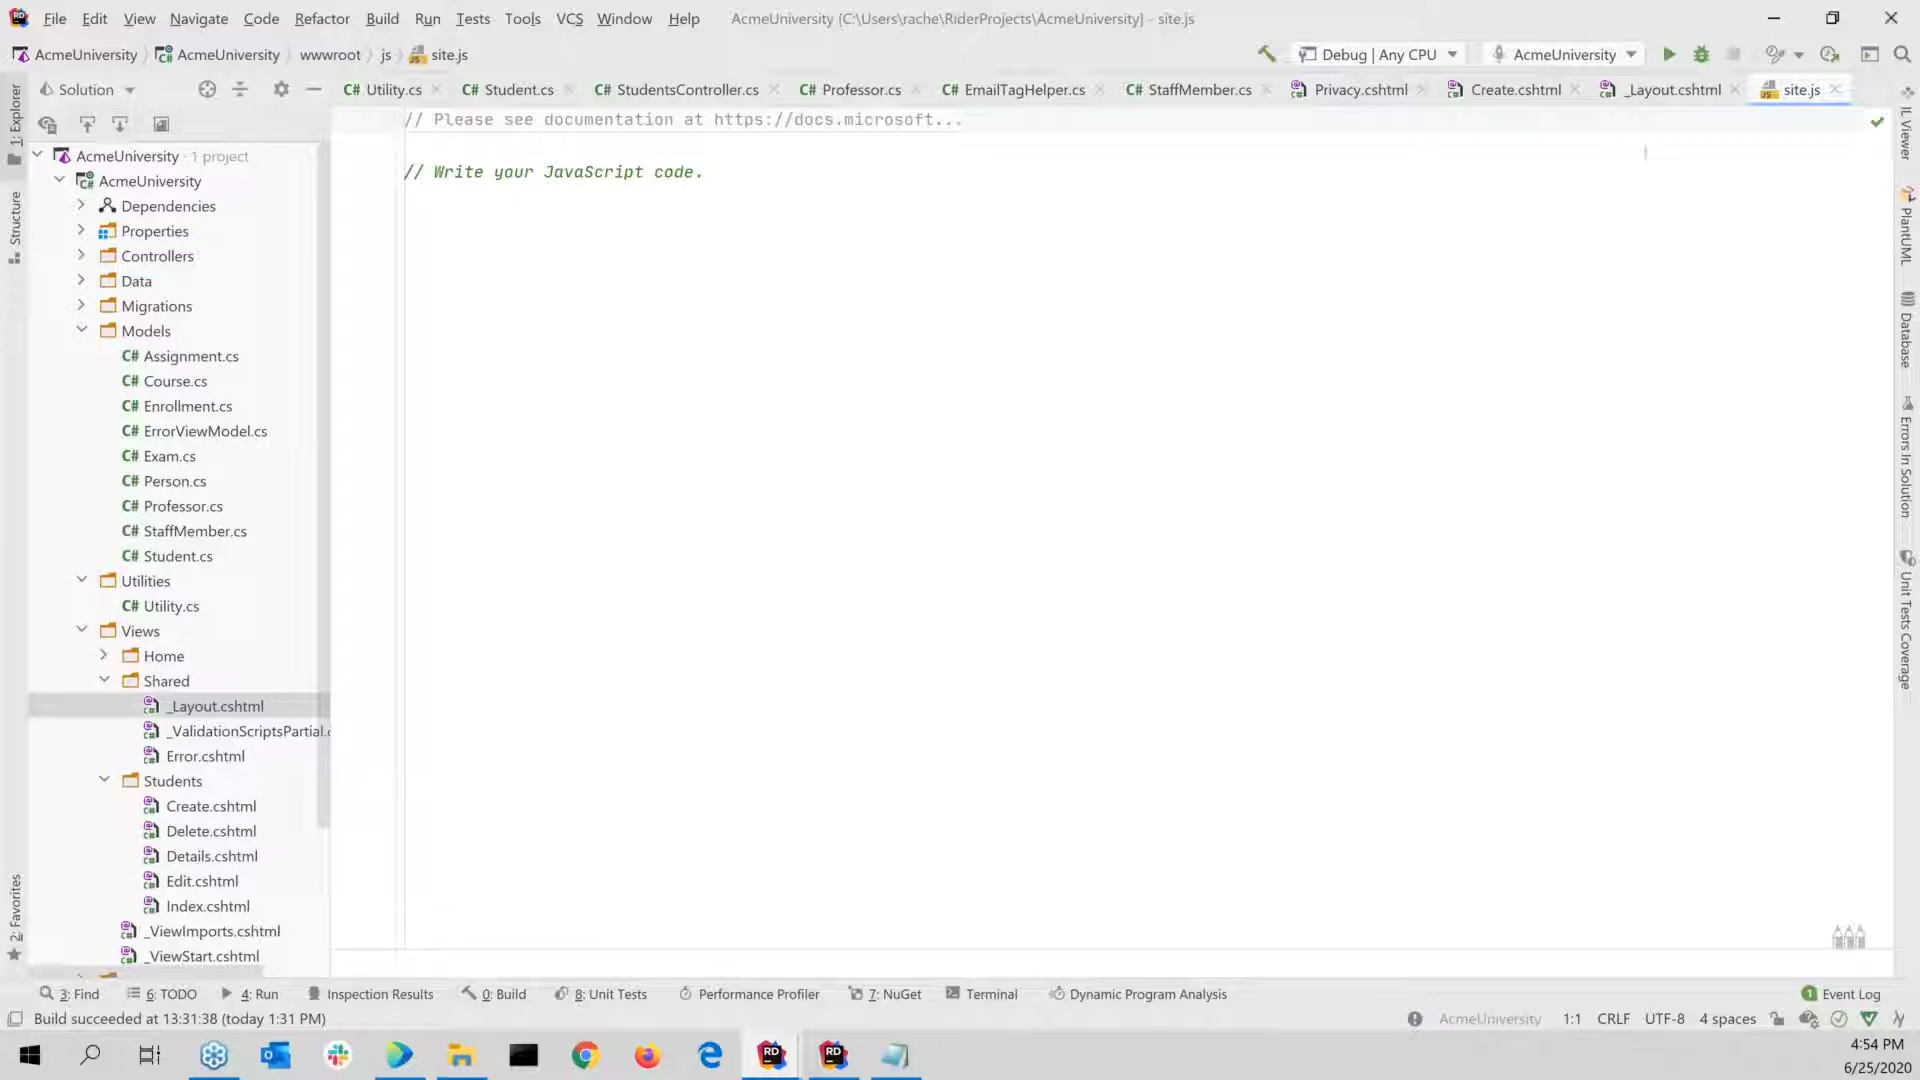 File Edit View Navigate Code Refactor Build Run Tests Tools VCS Window Help AcmeUniversity [C:\Users\rache\RiderProjects\AcmeUniversity] - site.js
AcmeUniversity AcmeUniversity wwwroot js site.js Debug | Any CPU AcmeUniversity
Solution Utility.cs Student.cs StudentsController.cs Professor.cs EmailTagHelper.cs StaffMember.cs Privacy.cshtml Create.cshtml _Layout.cshtml site.js
// Please see documentation at https://docs.microsoft...
// Write your JavaScript code.
AcmeUniversity · 1 project
AcmeUniversity
Dependencies
Properties
Controllers
Data
Migrations
Models
C# Assignment.cs
C# Course.cs
C# Enrollment.cs
C# ErrorViewModel.cs
C# Exam.cs
C# Person.cs
C# Professor.cs
C# StaffMember.cs
C# Student.cs
Utilities
C# Utility.cs
Views
Home
Shared
_Layout.cshtml
_ValidationScriptsPartial.
Error.cshtml
Students
Create.cshtml
Delete.cshtml
Details.cshtml
Edit.cshtml
Index.cshtml
_ViewImports.cshtml
_ViewStart.cshtml
1: Explorer
Structure
2: Favorites
IL Viewer
PlantUML
Database
Errors In Solution
Unit Tests Coverage
3: Find 6: TODO 4: Run Inspection Results 0: Build 8: Unit Tests Performance Profiler 7: NuGet Terminal Dynamic Program Analysis 1 Event Log
Build succeeded at 13:31:38 (today 1:31 PM) AcmeUniversity 1:1 CRLF UTF-8 4 spaces
4:54 PM
6/25/2020